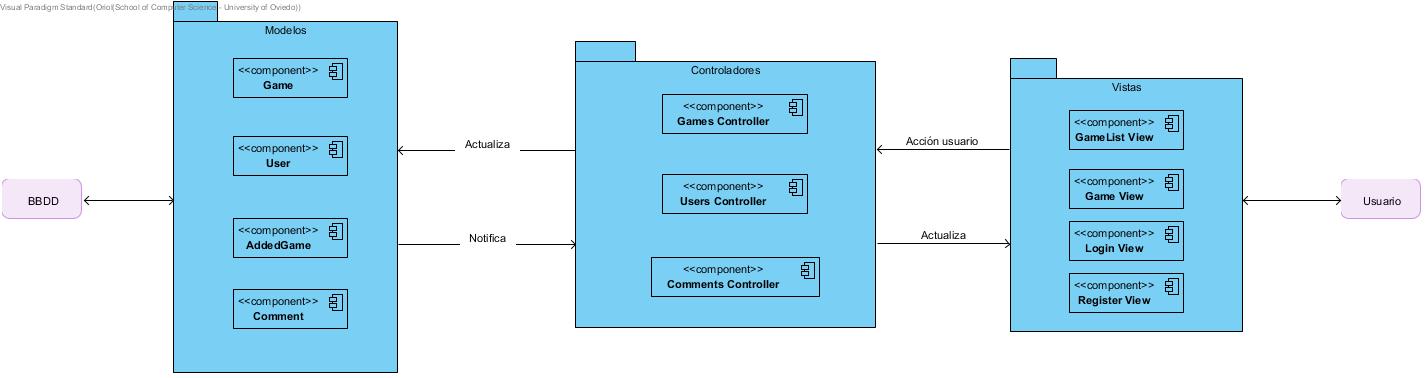 Visual Paradigm Standard(Oriol(School of Computer Science - University of Oviedo))
Modelos
<<component>>
Game
<<component>>
User
<<component>>
AddedGame
<<component>>
Comment
BBDD
Actualiza
Notifica
Controladores
<<component>>
Games Controller
<<component>>
Users Controller
<<component>>
Comments Controller
Acción usuario
Actualiza
Vistas
<<component>>
GameList View
<<component>>
Game View
<<component>>
Login View
<<component>>
Register View
Usuario